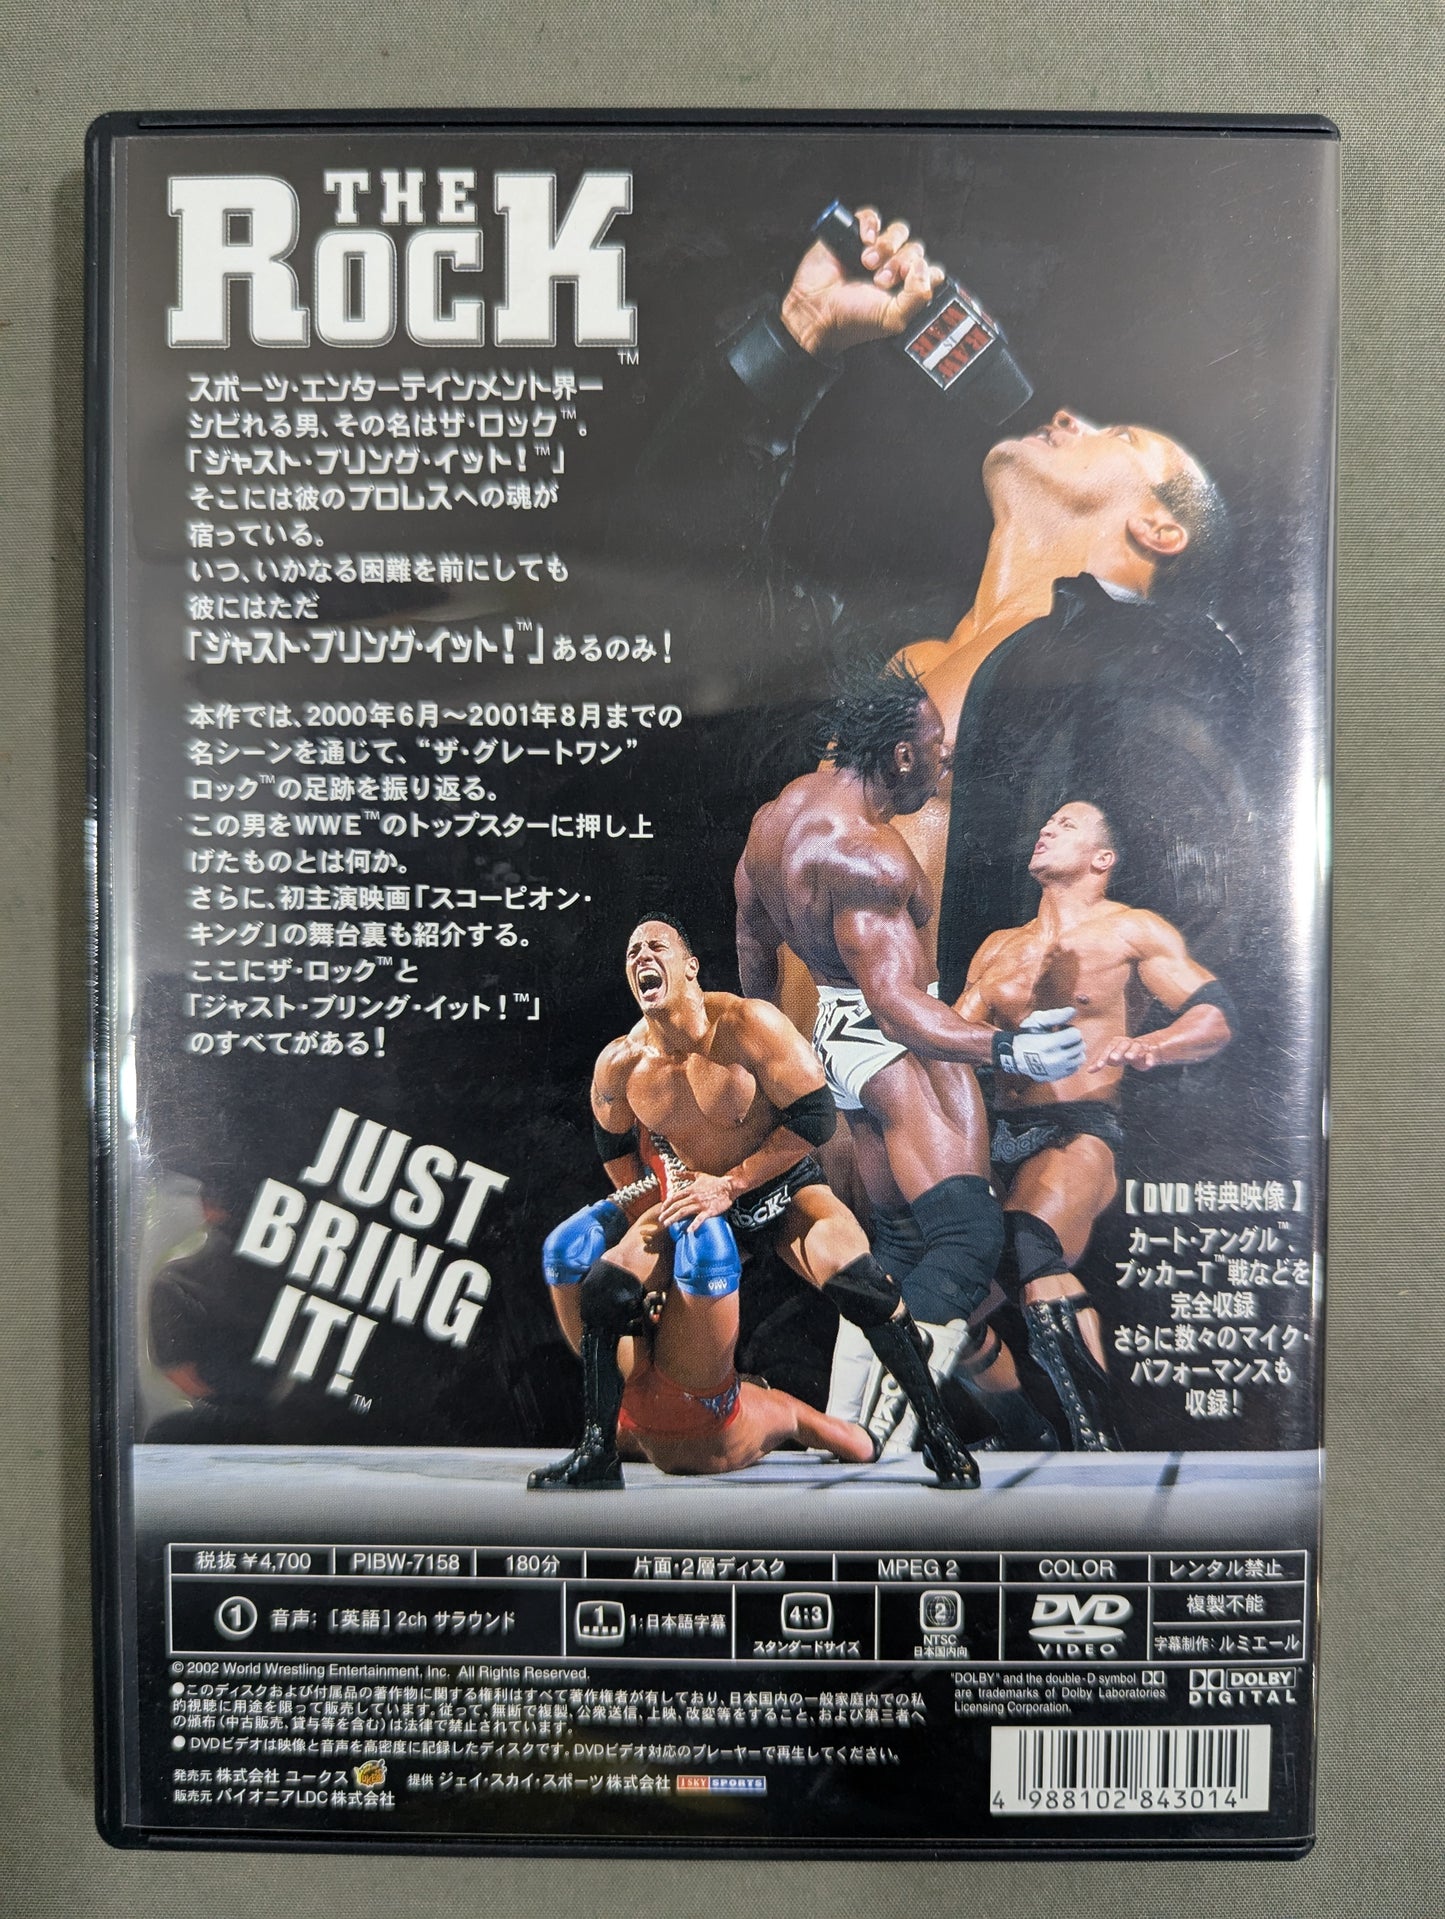 THE
ROCK™
スポーツ・エンターテインメント界一
シビれる男、その名はザ・ロック™。
「ジャスト・ブリング・イット!™」
そこには彼のプロレスへの魂が
宿っている。
いつ、いかなる困難を前にしても
彼にはただ
「ジャスト・ブリング・イット!™」あるのみ!
本作では、2000年6月〜2001年8月までの
名シーンを通じて、“ザ・グレートワン”
ロック™の足跡を振り返る。
この男をWWE™のトップスターに押し上
げたものとは何か。
さらに、初主演映画「スコーピオン・
キング」の舞台裏も紹介する。
ここにザ・ロック™と
「ジャスト・ブリング・イット!™」
のすべてがある!
JUST
BRING
IT!™
RAW
IS
WAR
ROCK!
【DVD特典映像】
カート・アングル™、
ブッカーT™戦などを
完全収録
さらに数々のマイク・
パフォーマンスも
収録!
税抜¥4,700 PIBW-7158 180分 片面・2層ディスク MPEG 2 COLOR レンタル禁止
1 音声:[英語]2ch サラウンド 1 1:日本語字幕 4:3 スタンダードサイズ 2 NTSC 日本国内向 DVD VIDEO 複製不能
字幕制作:ルミエール
© 2002 World Wrestling Entertainment, Inc. All Rights Reserved.
●このディスクおよび付属品の著作物に関する権利はすべて著作権者が有しており、日本国内の一般家庭内での私
的視聴に用途を限って販売しています。従って、無断で複製、公衆送信、上映、改変等をすること、および第三者へ
の頒布(中古販売、貸与等を含む)は法律で禁止されています。
●DVDビデオは映像と音声を高密度に記録したディスクです。DVDビデオ対応のプレーヤーで再生してください。
"DOLBY" and the double-D symbol
are trademarks of Dolby Laboratories
Licensing Corporation.
DOLBY
DIGITAL
発売元 株式会社 ユークス YUKE'S 提供 ジェイ・スカイ・スポーツ株式会社 J SKY SPORTS
販売元 パイオニアLDC株式会社
4 988102 843014